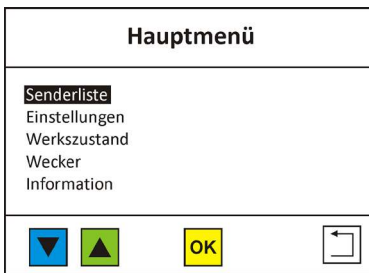 Hauptmenü
Senderliste
Einstellungen
Werkszustand
Wecker
Information
OK